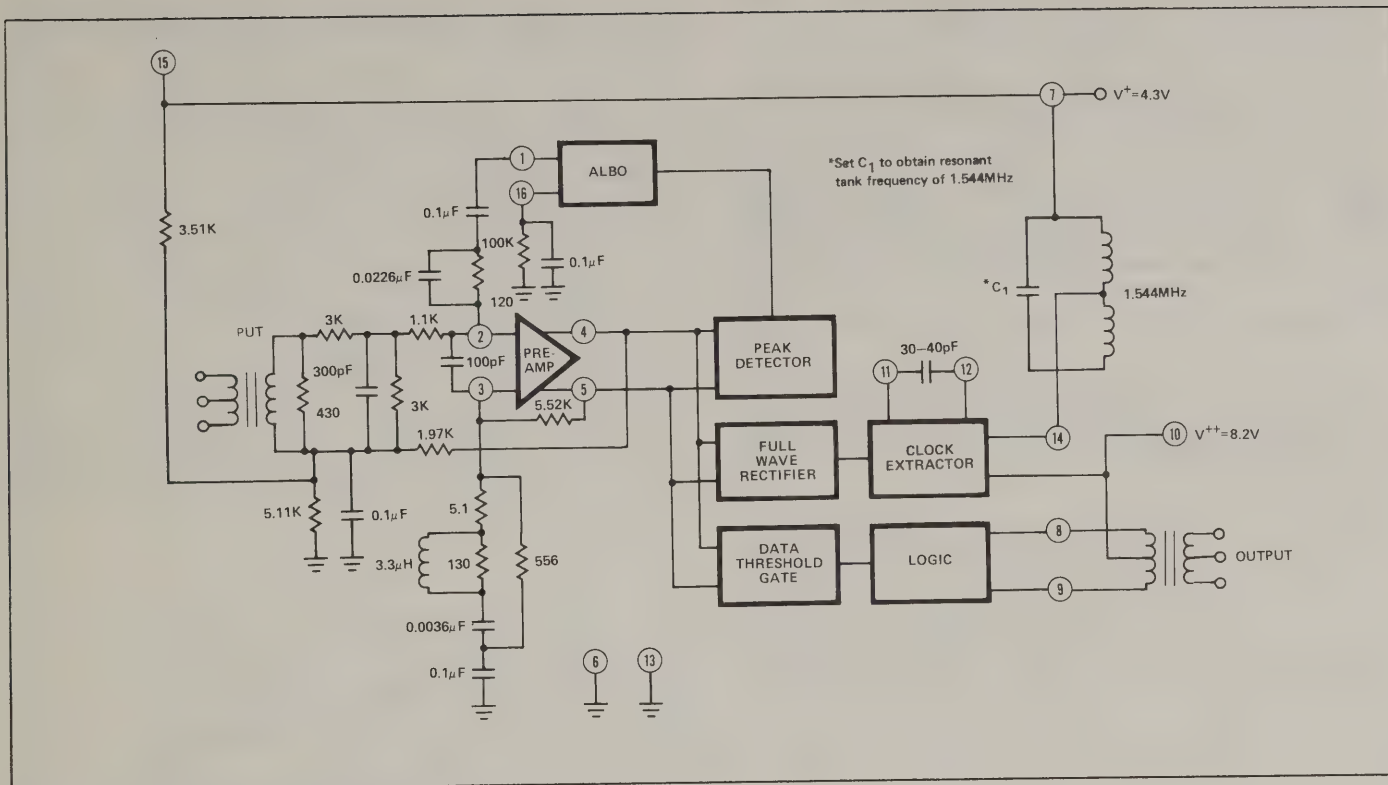 15
7
V+=4.3V
1
ALBO
*Set C1 to obtain resonant
tank frequency of 1.544MHz
16
0.1μF
3.51K
100K
0.1μF
0.0226μF
*C1
1.544MHz
120
PUT
3K
1.1K
2
4
PRE-
AMP
PEAK
DETECTOR
30–40pF
300pF
100pF
11
12
3
5
430
3K
5.52K
1.97K
FULL
WAVE
RECTIFIER
CLOCK
EXTRACTOR
14
10
V++=8.2V
5.11K
0.1μF
5.1
3.3μH
130
556
DATA
THRESHOLD
GATE
LOGIC
8
OUTPUT
9
0.0036μF
0.1μF
6
13